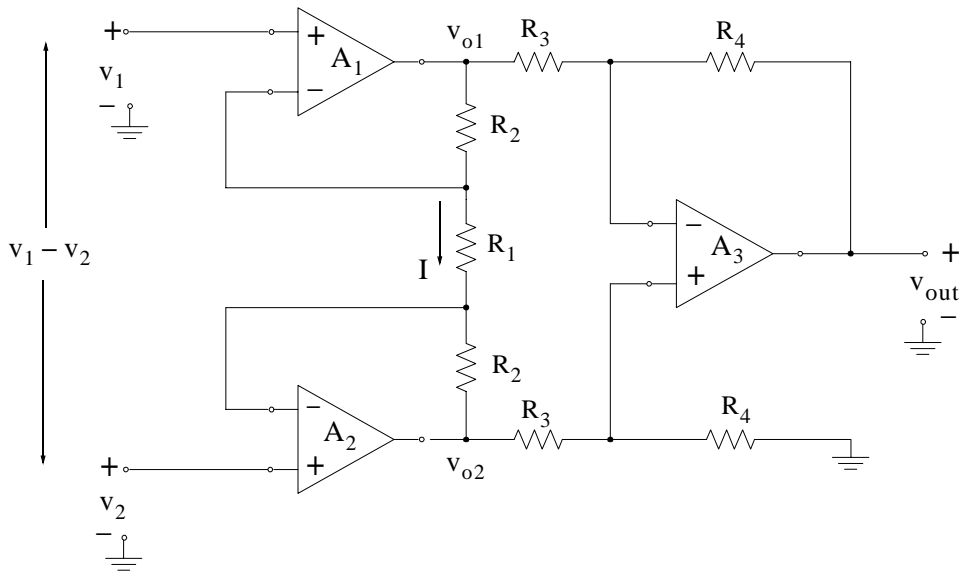 +
v1
−
v1 − v2
+
−
A1
vo1
R3
R4
R2
R1
I
R2
−
+
A3
+
vout
−
−
+
A2
vo2
R3
R4
+
v2
−